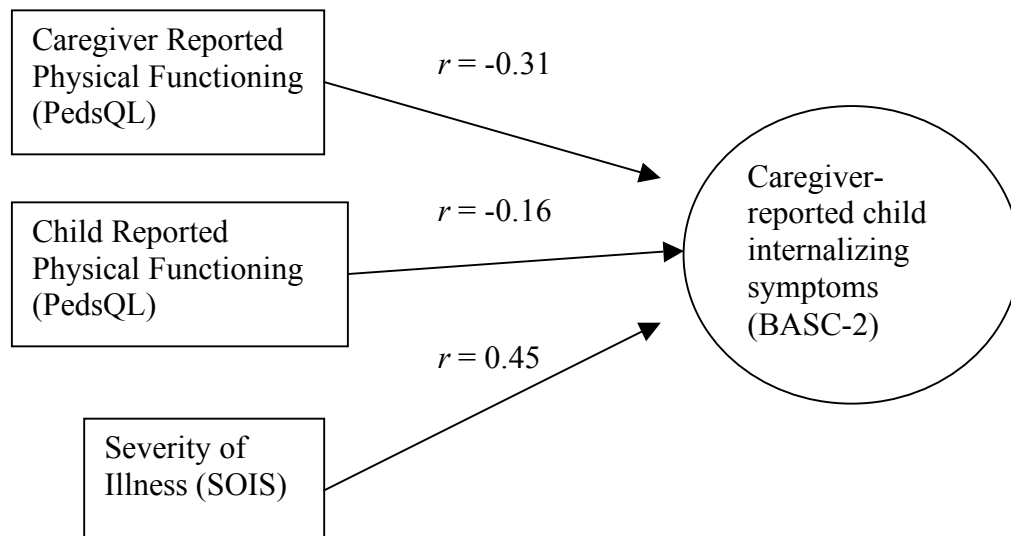 Caregiver Reported
Physical Functioning
(PedsQL)
r = -0.31
Child Reported
Physical Functioning
(PedsQL)
r = -0.16
Caregiver-
reported child
internalizing
symptoms
(BASC-2)
r = 0.45
Severity of
Illness (SOIS)